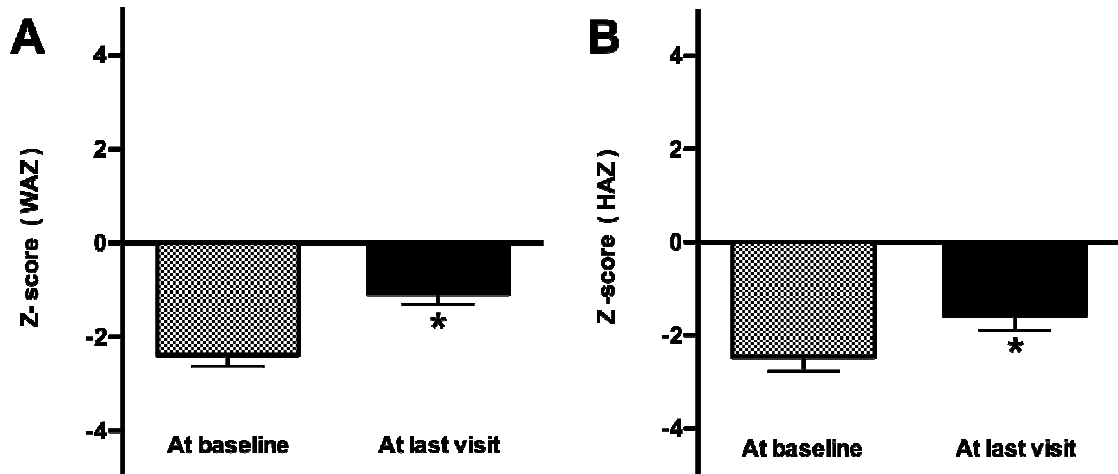 A
Z- score ( WAZ )
4
2
0
-2
-4
*
At baseline
At last visit
B
Z -score ( HAZ )
4
2
0
-2
-4
*
At baseline
At last visit